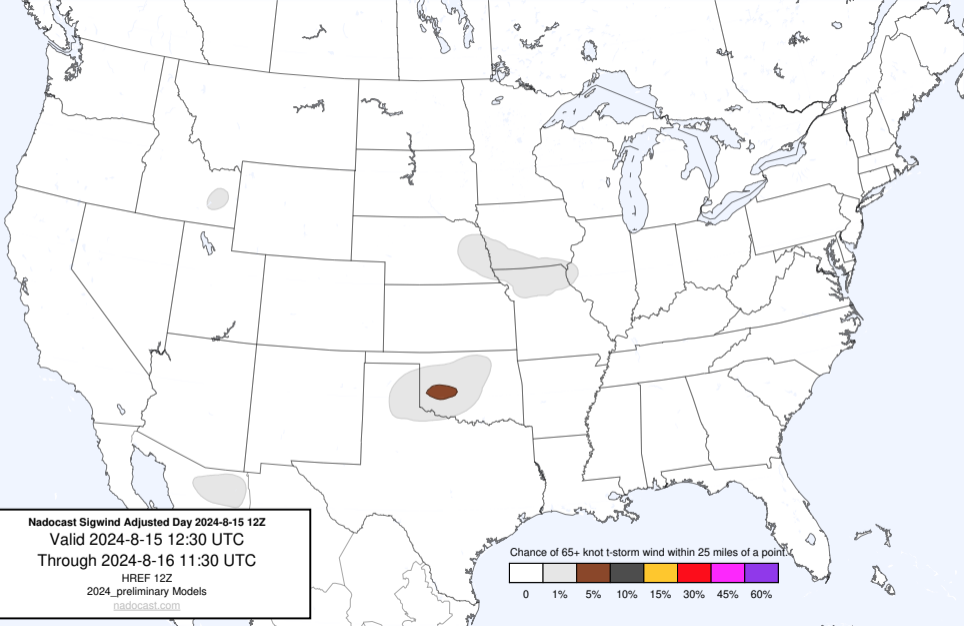 Nadocast Sigwind Adjusted Day 2024-8-15 12Z
Valid 2024-8-15 12:30 UTC
Through 2024-8-16 11:30 UTC
HREF 12Z
2024_preliminary Models
nadocast.com
Chance of 65+ knot t-storm wind within 25 miles of a point.
0 1% 5% 10% 15% 30% 45% 60%